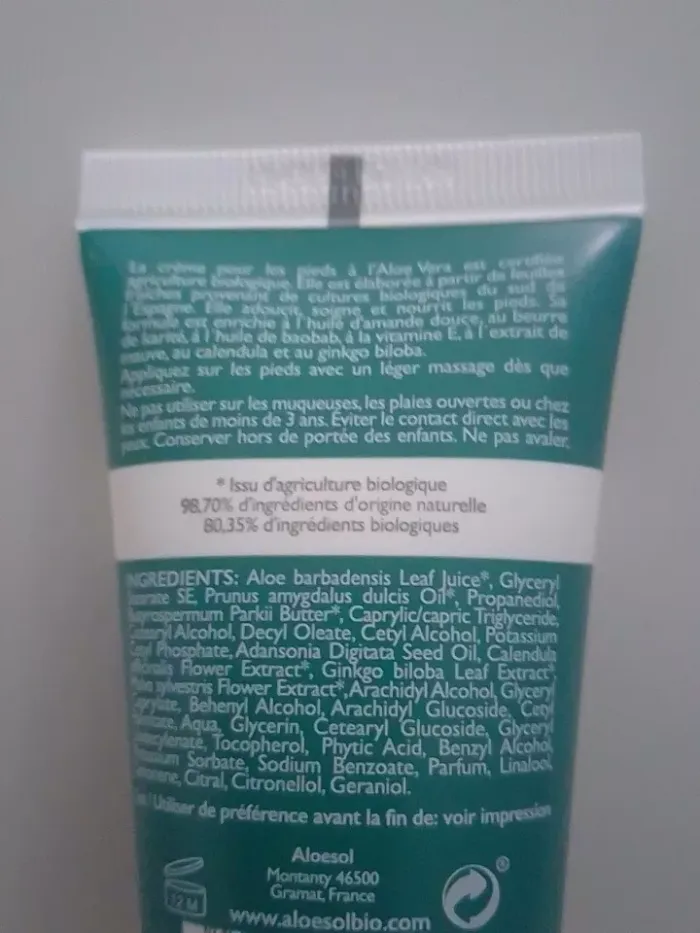 La crème pour les pieds à l'Aloe Vera est certifiée
agriculture biologique. Elle est élaborée à partir de feuilles
fraîches provenant de cultures biologiques du sud de
l'Espagne. Elle adoucit, soigne et nourrit les pieds. Sa
formule est enrichie à l'huile d'amande douce, au beurre
de karité, à l'huile de baobab, à la vitamine E, à l'extrait de
mauve, au calendula et au ginkgo biloba.
Appliquez sur les pieds avec un léger massage dès que
nécessaire.
Ne pas utiliser sur les muqueuses, les plaies ouvertes ou chez
les enfants de moins de 3 ans. Eviter le contact direct avec les
yeux. Conserver hors de portée des enfants. Ne pas avaler.
* Issu d'agriculture biologique
98,70% d'ingrédients d'origine naturelle
80,35% d'ingrédients biologiques
INGREDIENTS: Aloe barbadensis Leaf Juice*, Glyceryl
Stearate SE, Prunus amygdalus dulcis Oil*, Propanediol,
Butyrospermum Parkii Butter*, Caprylic/capric Triglyceride,
Cetearyl Alcohol, Decyl Oleate, Cetyl Alcohol, Potassium
Cetyl Phosphate, Adansonia Digitata Seed Oil, Calendula
officinalis Flower Extract*, Ginkgo biloba Leaf Extract*,
Malva sylvestris Flower Extract*, Arachidyl Alcohol, Glyceryl
Caprylate, Behenyl Alcohol, Arachidyl Glucoside, Cetyl
Palmitate, Aqua, Glycerin, Cetearyl Glucoside, Glyceryl
Undecylenate, Tocopherol, Phytic Acid, Benzyl Alcohol,
Potassium Sorbate, Sodium Benzoate, Parfum, Linalool,
Limonene, Citral, Citronellol, Geraniol.
Utiliser de préférence avant la fin de: voir impression
Aloesol
Montanty 46500
Gramat, France
12 M
®
www.aloesolbio.com